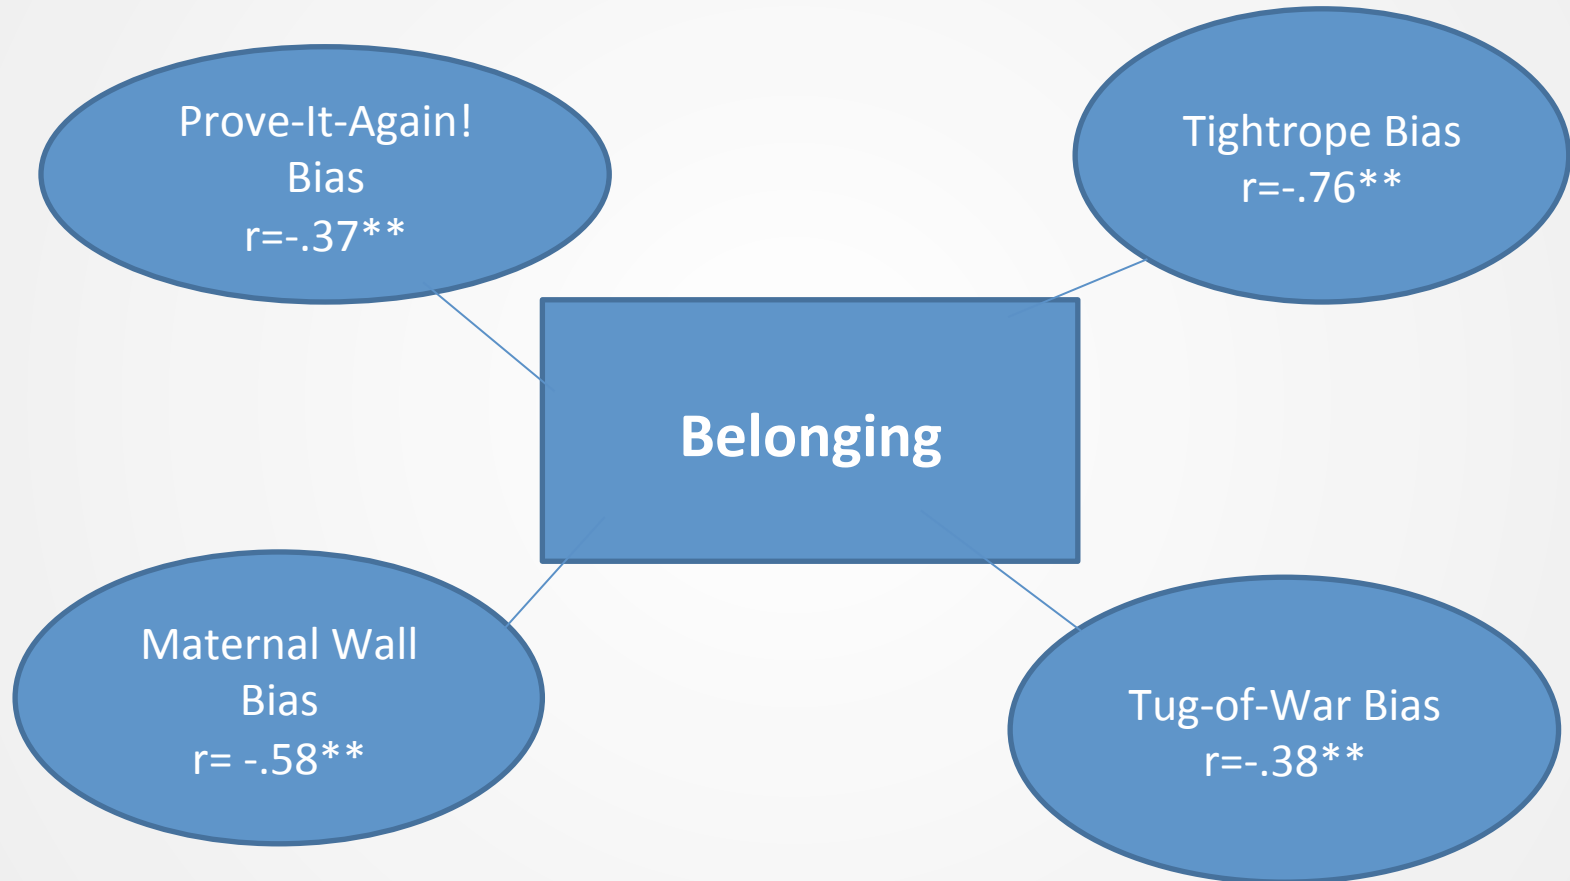 Prove-It-Again!
Bias
r=-.37**
Tightrope Bias
r=-.76**
Belonging
Maternal Wall
Bias
r= -.58**
Tug-of-War Bias
r=-.38**